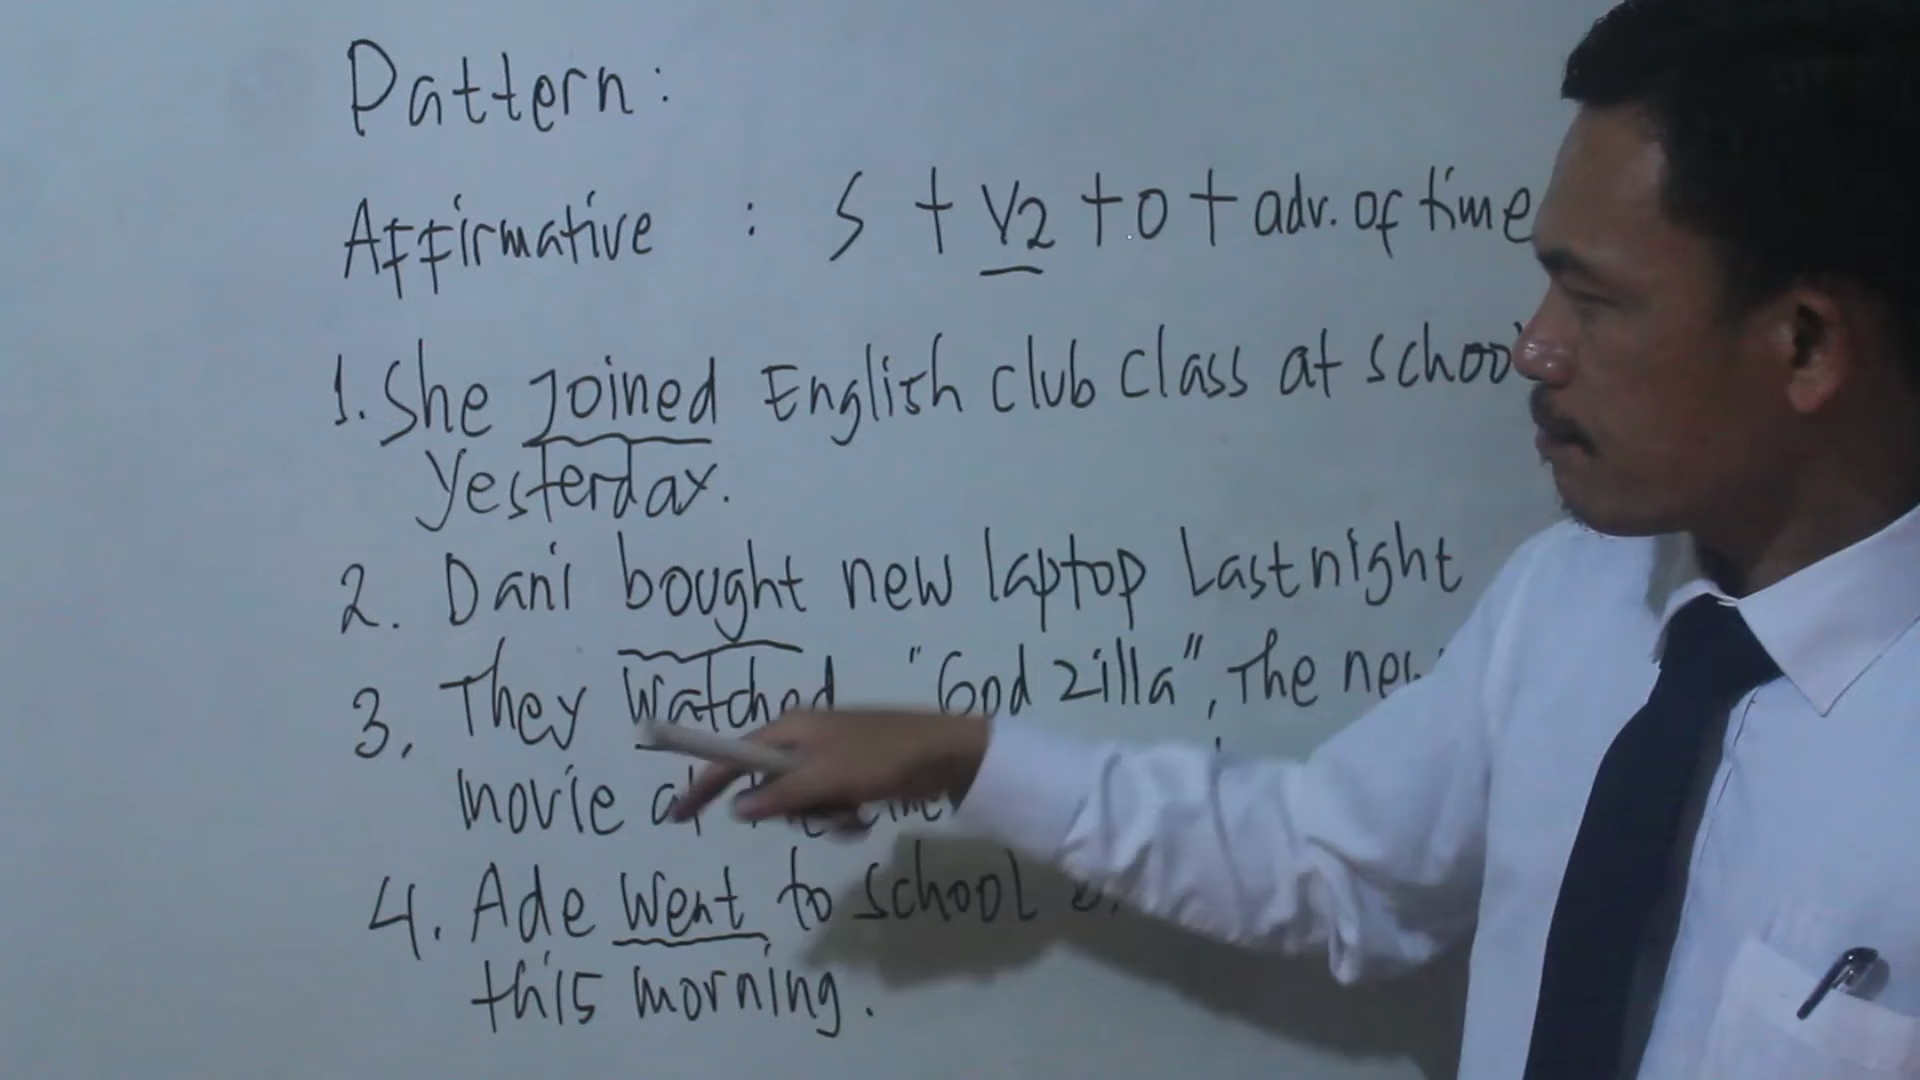 Pattern:
Affirmative : S + V2 + O + adv. of time
1. She Joined English club class at school
Yesterday.
2. Dani bought new laptop Last night
3. They watched "Godzilla", The new
movie at the
4. Ade went to school
this morning.